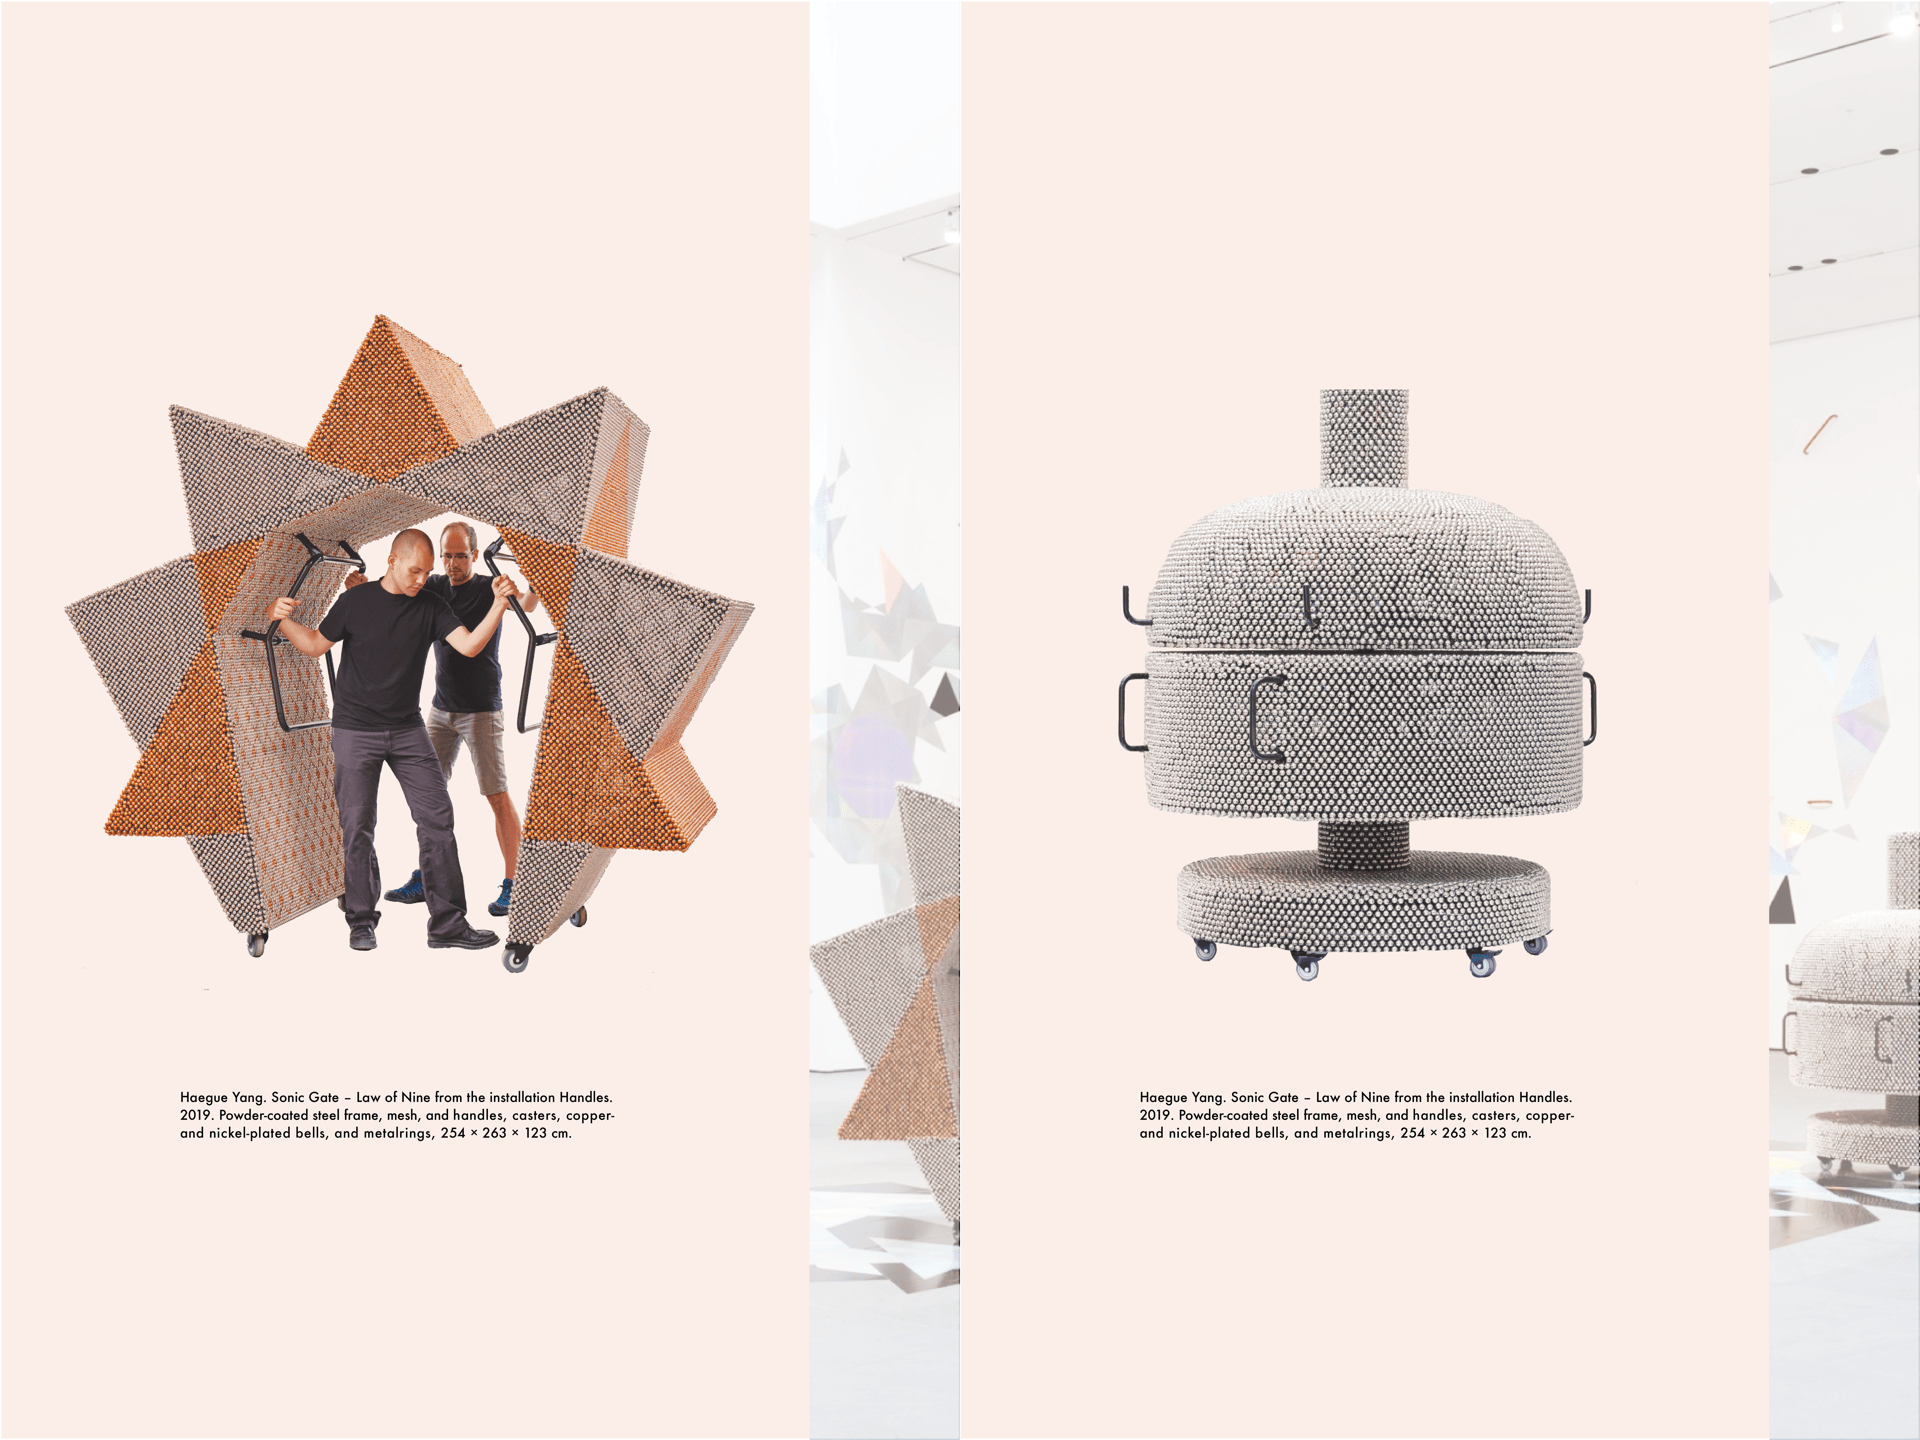 Haegue Yang. Sonic Gate – Law of Nine from the installation Handles.
2019. Powder-coated steel frame, mesh, and handles, casters, copper-
and nickel-plated bells, and metalrings, 254 × 263 × 123 cm.
Haegue Yang. Sonic Gate – Law of Nine from the installation Handles.
2019. Powder-coated steel frame, mesh, and handles, casters, copper-
and nickel-plated bells, and metalrings, 254 × 263 × 123 cm.